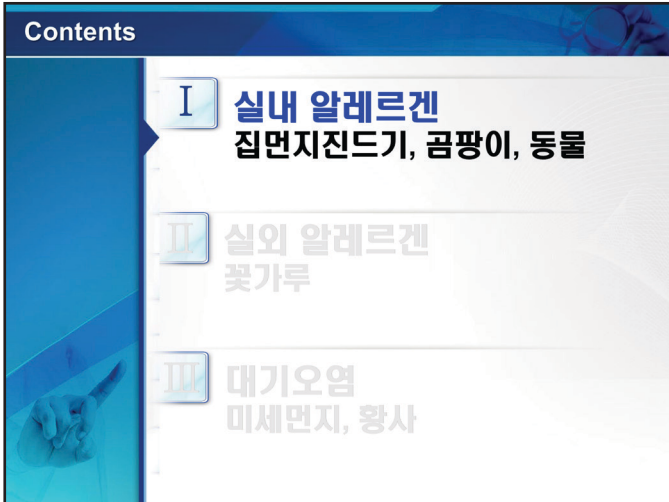 Contents
Ⅰ
실내 알레르겐
집먼지진드기, 곰팡이, 동물
Ⅱ
실외 알레르겐
꽃가루
Ⅲ
대기오염
미세먼지, 황사